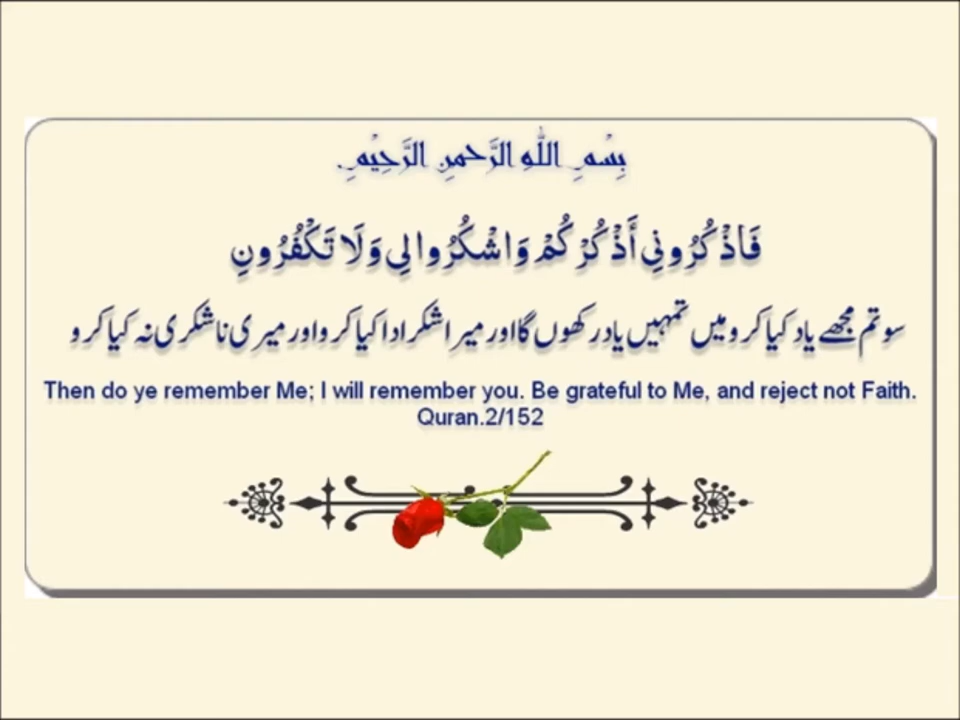 بِسْمِ اللّٰهِ الرَّحمنِ الرَّحِيْمِ
فَاذْكُرُونِي أَذْكُرْكُمْ وَاشْكُرُوا لِي وَلَا تَكْفُرُونِ
سو تم مجھے یاد کیا کرو میں تمہیں یاد رکھوں گا اور میرا شکر ادا کیا کرو اور میری ناشکری نہ کیا کرو
Then do ye remember Me; I will remember you. Be grateful to Me, and reject not Faith.
Quran.2/152